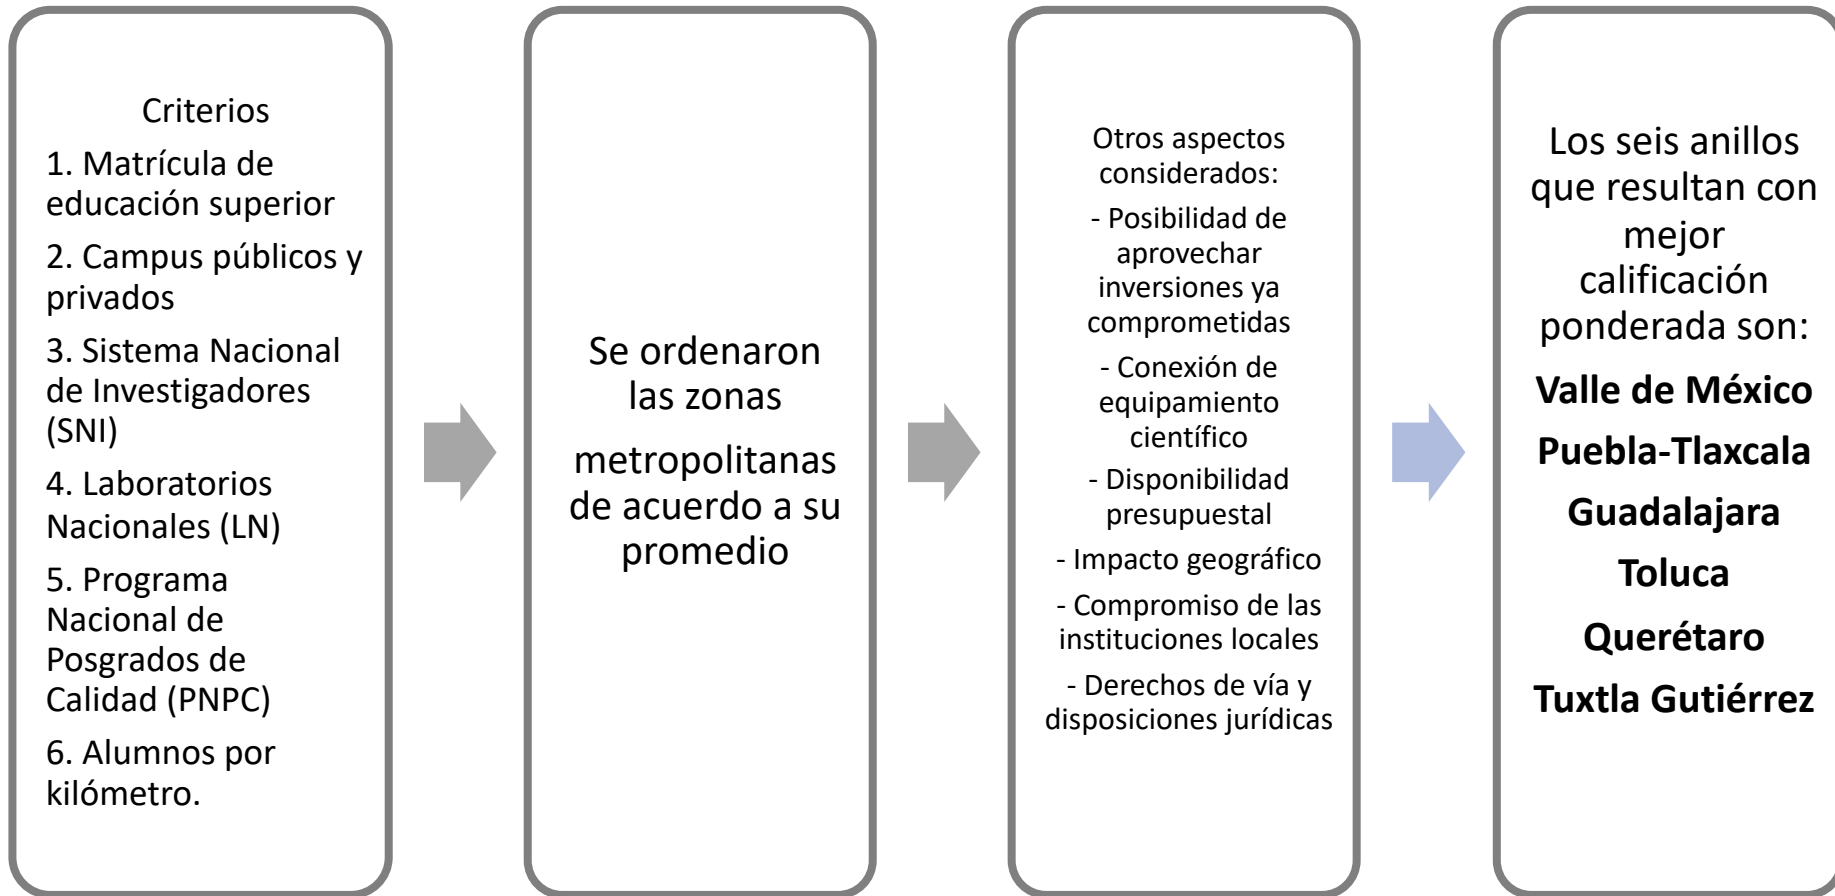 Criterios
1. Matrícula de
educación superior
2. Campus públicos y
privados
3. Sistema Nacional
de Investigadores
(SNI)
4. Laboratorios
Nacionales (LN)
5. Programa
Nacional de
Posgrados de
Calidad (PNPC)
6. Alumnos por
kilómetro.
Se ordenaron
las zonas
metropolitanas
de acuerdo a su
promedio
Otros aspectos
considerados:
- Posibilidad de
aprovechar
inversiones ya
comprometidas
- Conexión de
equipamiento
científico
- Disponibilidad
presupuestal
- Impacto geográfico
- Compromiso de las
instituciones locales
- Derechos de vía y
disposiciones jurídicas
Los seis anillos
que resultan con
mejor
calificación
ponderada son:
Valle de México
Puebla-Tlaxcala
Guadalajara
Toluca
Querétaro
Tuxtla Gutiérrez